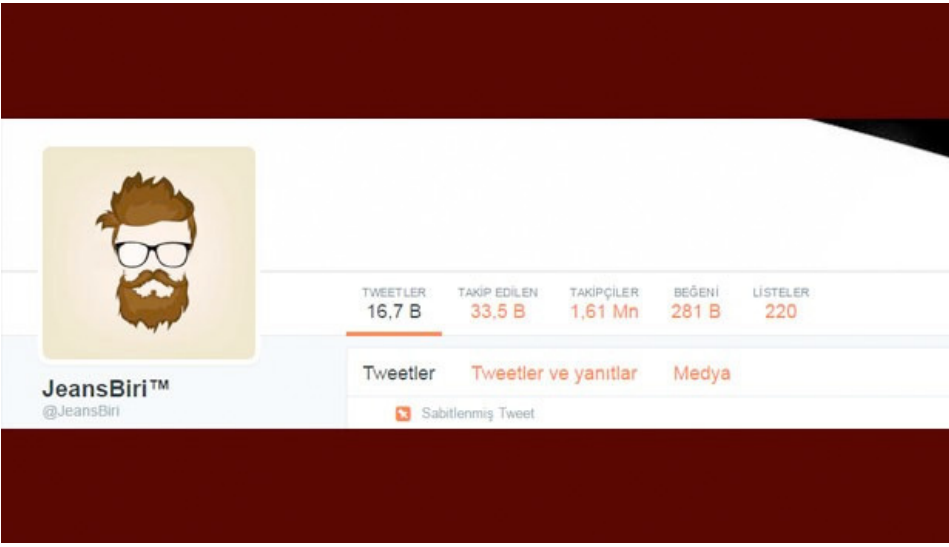 TWEETLER TAKİP EDİLEN TAKİPÇİLER BEĞENİ LİSTELER
16,7 B 33,5 B 1,61 Mn 281 B 220
Tweetler Tweetler ve yanıtlar Medya
JeansBiri™
@JeansBiri
Sabitlenmiş Tweet